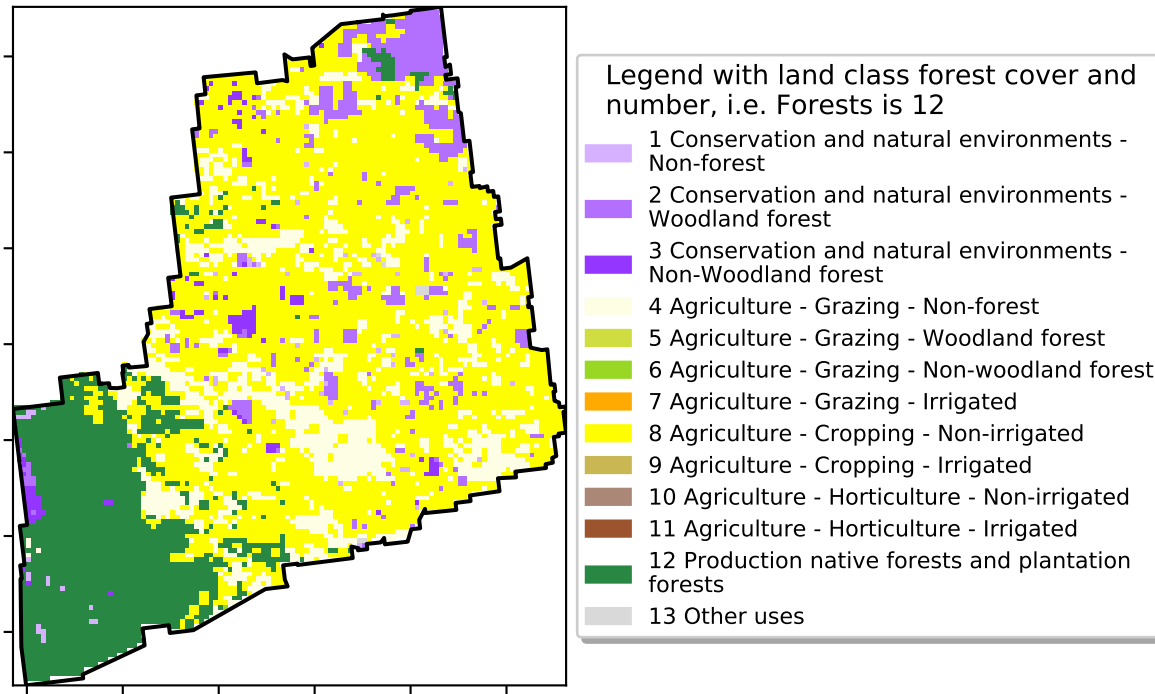 Legend with land class forest cover and
number, i.e. Forests is 12
1 Conservation and natural environments -
Non-forest
2 Conservation and natural environments -
Woodland forest
3 Conservation and natural environments -
Non-Woodland forest
4 Agriculture - Grazing - Non-forest
5 Agriculture - Grazing - Woodland forest
6 Agriculture - Grazing - Non-woodland forest
7 Agriculture - Grazing - Irrigated
8 Agriculture - Cropping - Non-irrigated
9 Agriculture - Cropping - Irrigated
10 Agriculture - Horticulture - Non-irrigated
11 Agriculture - Horticulture - Irrigated
12 Production native forests and plantation
forests
13 Other uses